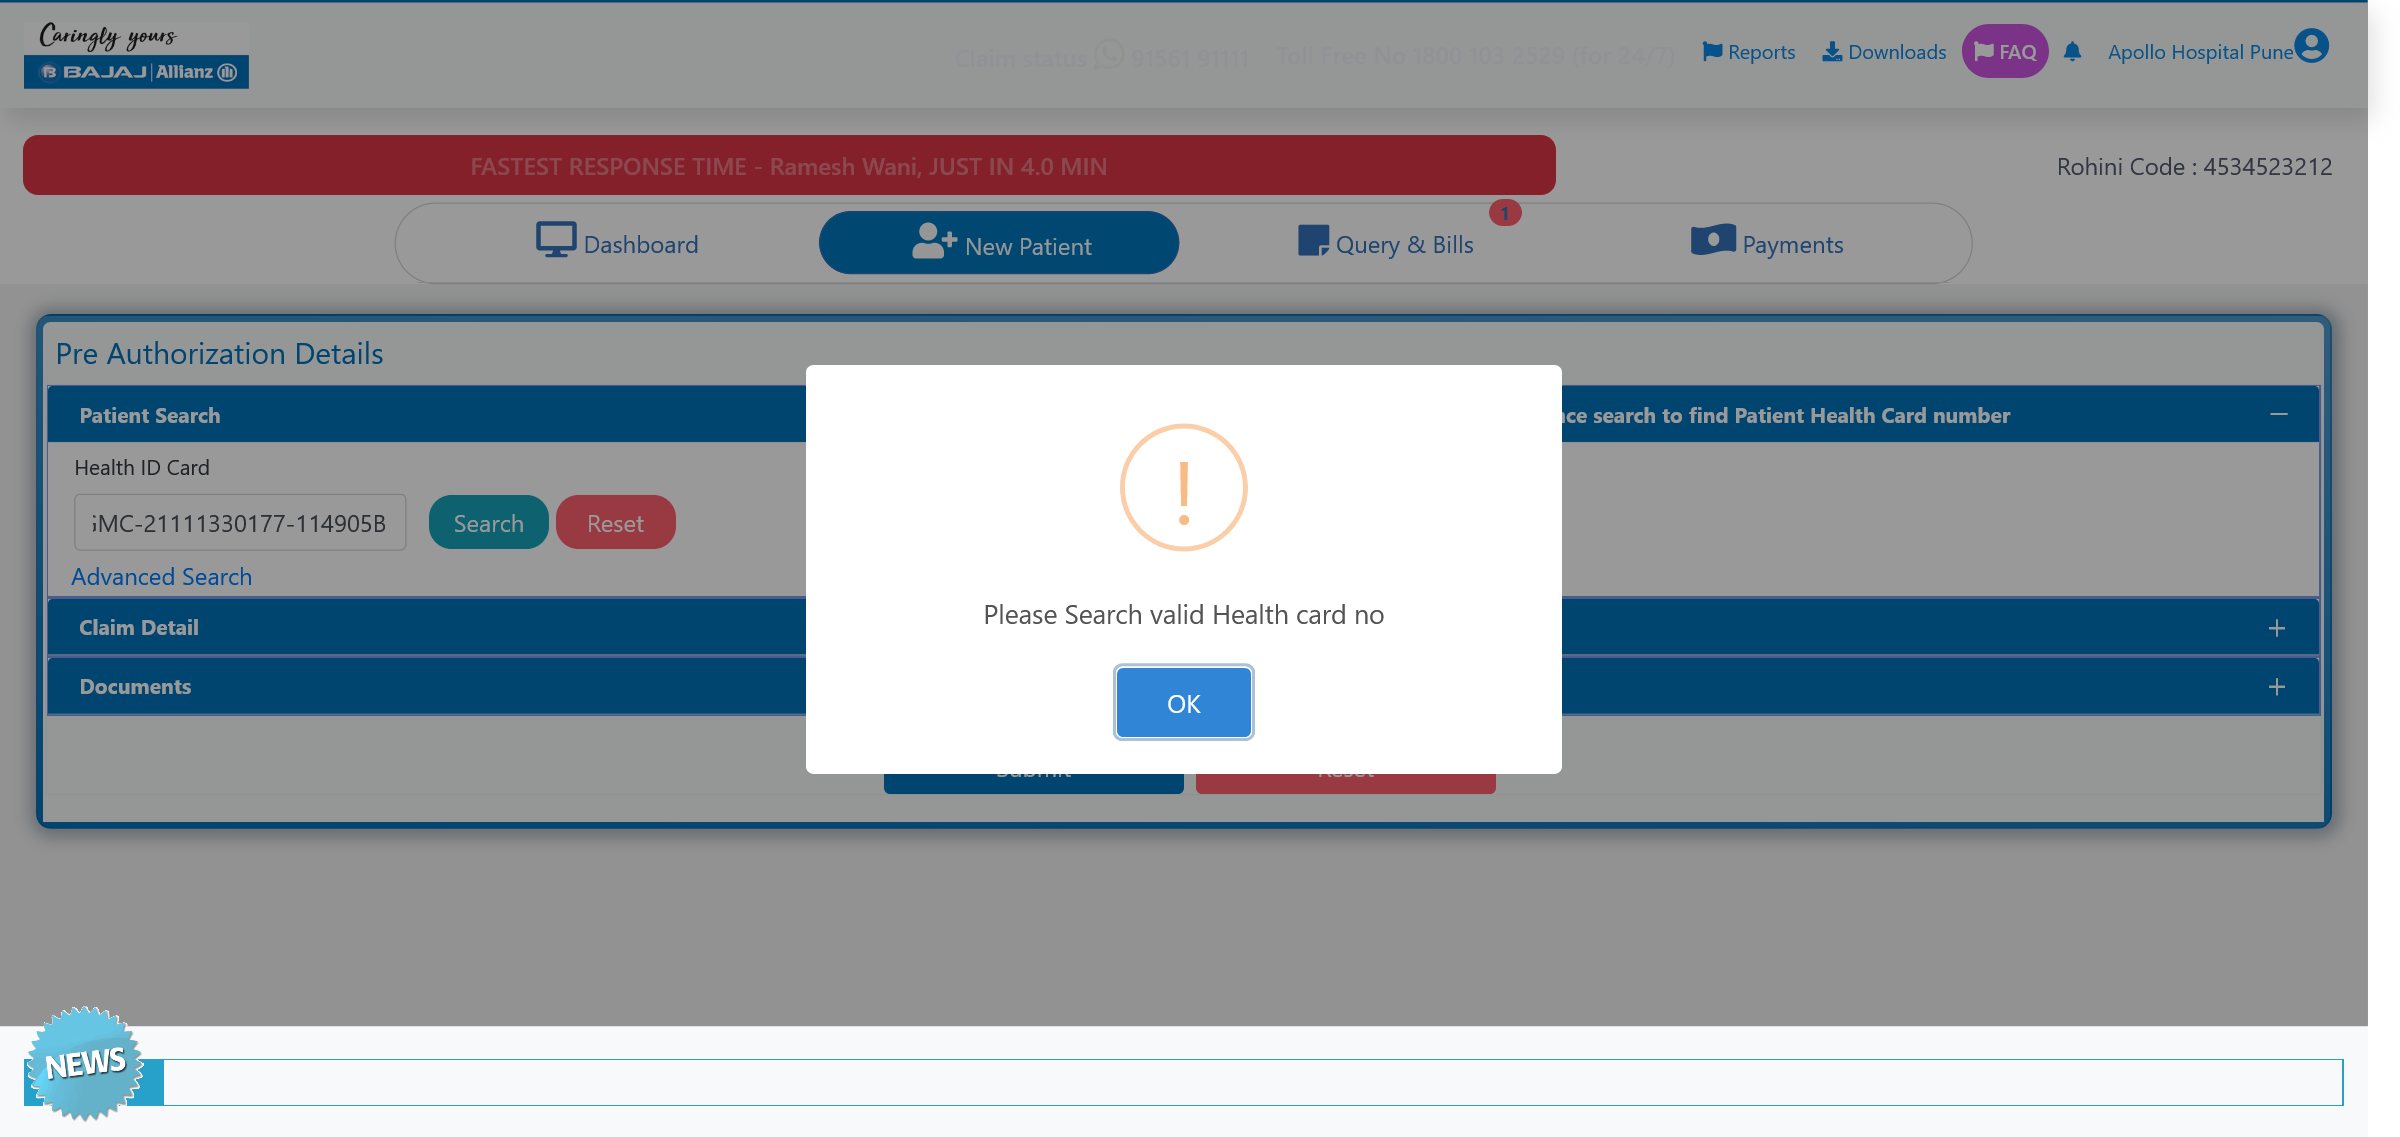 Caringly yours
BAJAJ | Allianz
Claim status 91561 91111 Toll Free No 1800 103 2529 (for 24/7) Reports Downloads FAQ Apollo Hospital Pune
FASTEST RESPONSE TIME - Ramesh Wani, JUST IN 4.0 MIN
Rohini Code : 4534523212
1
Dashboard New Patient Query & Bills Payments
Pre Authorization Details
Patient Search search to find Patient Health Card number
Health ID Card
MC-21111330177-114905B Search Reset
Advanced Search
Claim Detail
Documents
!
Please Search valid Health card no
OK
Submit Reset
NEWS